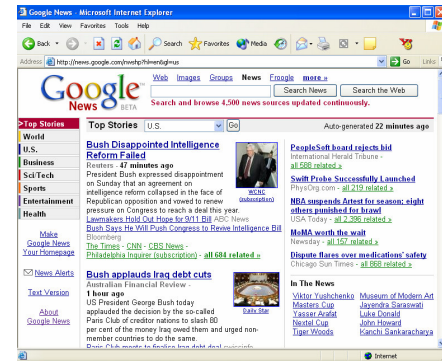 Google News - Microsoft Internet Explorer
File Edit View Favorites Tools Help
Back Search Favorites Media
Address http://news.google.com/nwshp?hl=en&gl=us Go Links
Web Images Groups News Froogle more »
Google
News BETA
Search News Search the Web
Search and browse 4,500 news sources updated continuously.
>Top Stories
World
U.S.
Business
Sci/Tech
Sports
Entertainment
Health
Make
Google News
Your Homepage
News Alerts
Text Version
About
Google News
Top Stories U.S. Go Auto-generated 22 minutes ago
Bush Disappointed Intelligence
Reform Failed
Reuters - 47 minutes ago
President Bush expressed disappointment
on Sunday that an agreement on
intelligence reform collapsed in the face of
Republican opposition and vowed to renew
pressure on Congress to reach a deal this year.
WCNC
(subscription)
Lawmakers Hold Out Hope for 9/11 Bill ABC News
Bush Says He Will Push Congress to Revive Intelligence Bill
Bloomberg
The Times - CNN - CBS News -
Philadelphia Inquirer (subscription) - all 684 related »
Bush applauds Iraq debt cuts
Australian Financial Review -
1 hour ago
US President George Bush today
applauded the decision by the so-called
Paris Club of creditor nations to slash 80
per cent of the money Iraq owed them and urged non-
member countries to do the same.
Daily Star
Paris Club meets to finalise Iraq debt deal swissinfo
PeopleSoft board rejects bid
International Herald Tribune -
all 588 related »
Swift Probe Successfully Launched
PhysOrg.com - all 219 related »
NBA suspends Artest for season; eight
others punished for brawl
USA Today - all 2,396 related »
MoMA worth the wait
Newsday - all 157 related »
Dispute flares over medications' safety
Chicago Sun Times - all 868 related »
In The News
Viktor Yushchenko Museum of Modern Art
Masters Cup Jayendra Saraswati
Yasser Arafat Luke Donald
Nextel Cup John Howard
Tiger Woods Kanchi Sankaracharya
Internet